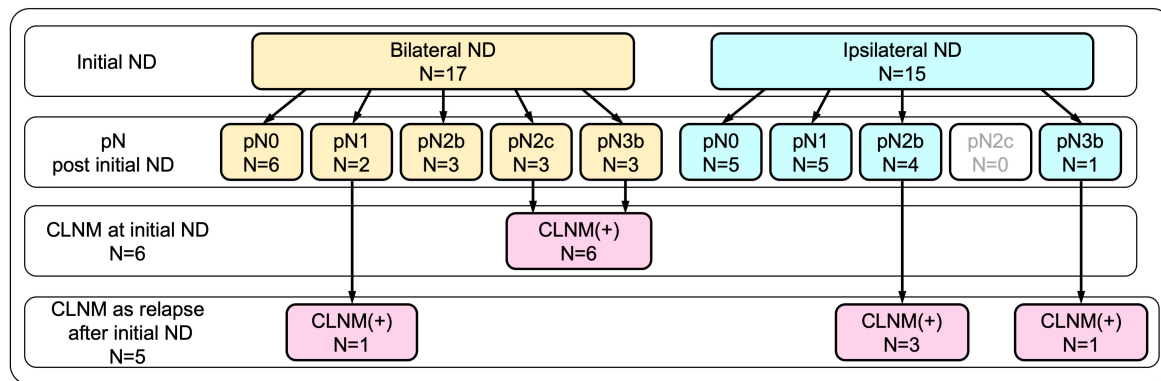 Initial ND
Bilateral ND
N=17
Ipsilateral ND
N=15
pN
post initial ND
pN0
N=6
pN1
N=2
pN2b
N=3
pN2c
N=3
pN3b
N=3
pN0
N=5
pN1
N=5
pN2b
N=4
pN2c
N=0
pN3b
N=1
CLNM at initial ND
N=6
CLNM(+)
N=6
CLNM as relapse
after initial ND
N=5
CLNM(+)
N=1
CLNM(+)
N=3
CLNM(+)
N=1